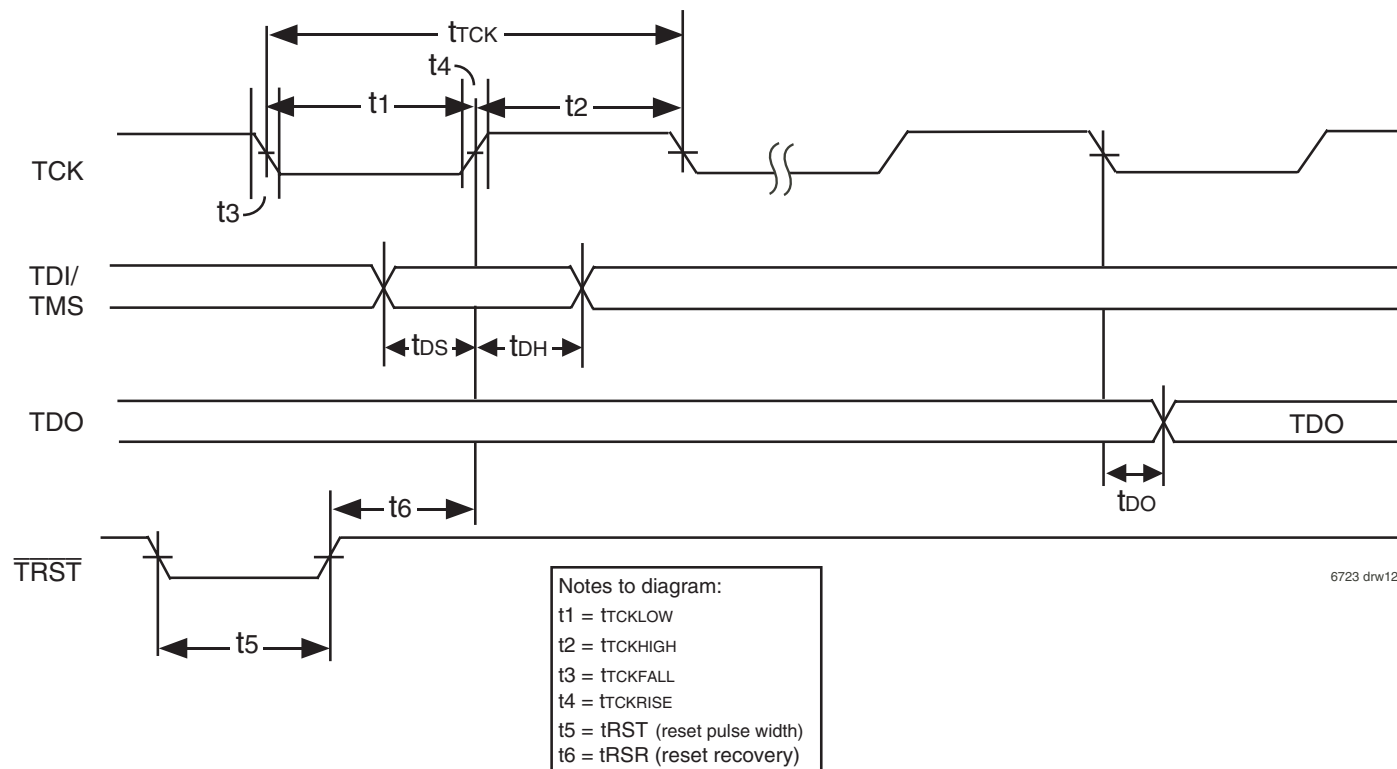 tTCK
t4
t1
t2
TCK
t3
TDI/
TMS
tDS
tDH
TDO
TDO
tDO
t6
TRST
6723 drw12
t5
Notes to diagram:
t1 = tTCKLOW
t2 = tTCKHIGH
t3 = tTCKFALL
t4 = tTCKRISE
t5 = tRST (reset pulse width)
t6 = tRSR (reset recovery)